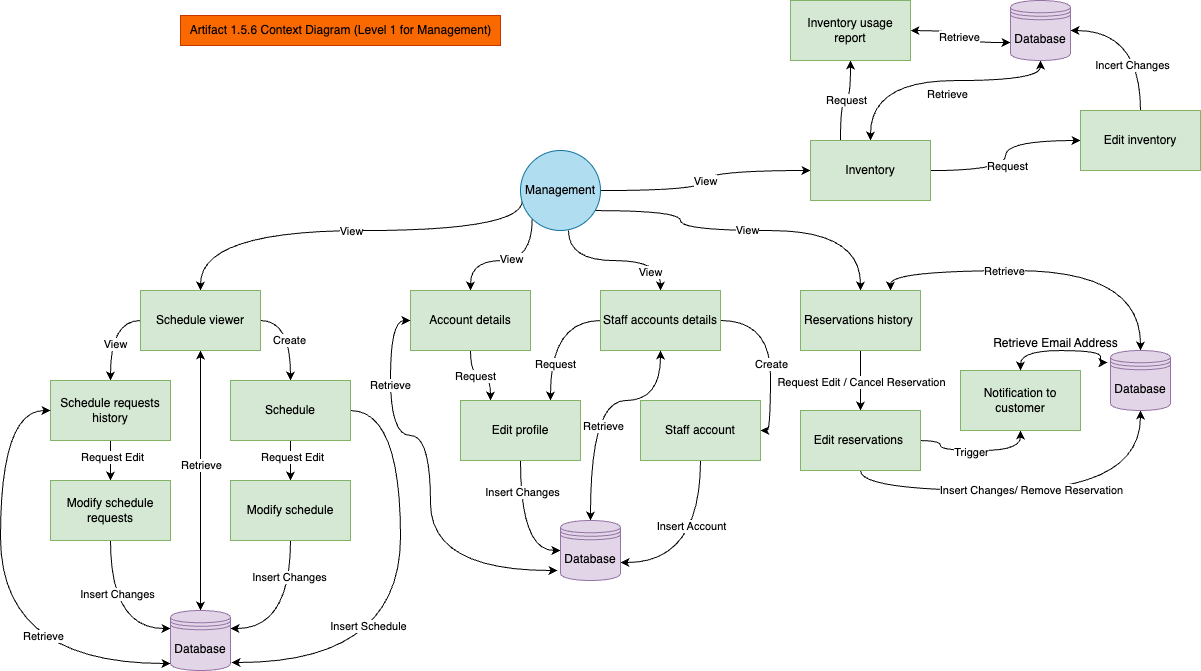 Artifact 1.5.6 Context Diagram (Level 1 for Management)
Inventory usage
report
Retrieve
Database
Incert Changes
Request
Retrieve
Edit inventory
Inventory
Request
Management
View
View
View
View
View
Retrieve
Schedule viewer
Account details
Staff accounts details
Reservations history
View
Create
Request
Request
Create
Retrieve Email Address
Retrieve
Request Edit / Cancel Reservation
Database
Schedule requests
history
Schedule
Notification to
customer
Edit profile
Retrieve
Staff account
Edit reservations
Request Edit
Retrieve
Request Edit
Trigger
Insert Changes
Insert Changes/ Remove Reservation
Modify schedule
requests
Modify schedule
Insert Account
Database
Insert Changes
Insert Changes
Retrieve
Insert Schedule
Database